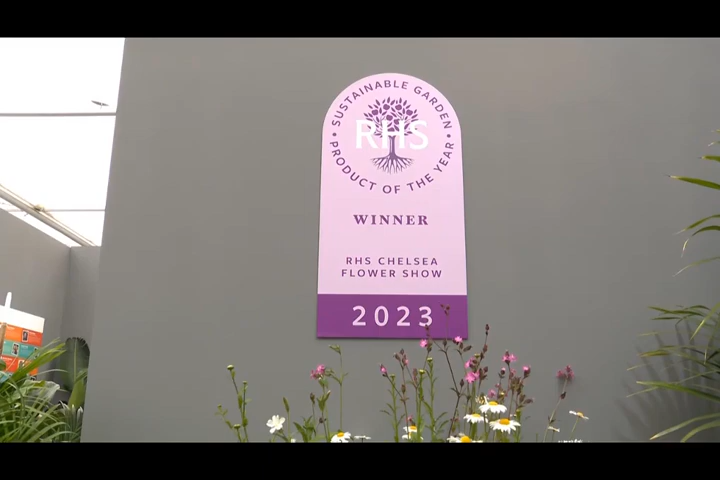 SUSTAINABLE GARDEN
RHS
• PRODUCT OF THE YEAR •
WINNER
RHS CHELSEA
FLOWER SHOW
2023